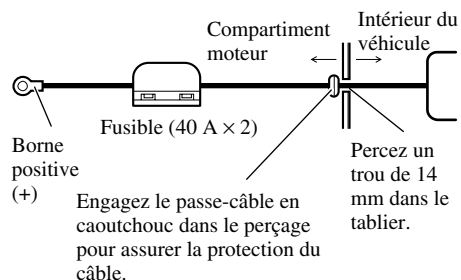 Compartiment
moteur
Intérieur du
véhicule
Fusible (40 A × 2)
Borne
positive
(+)
Engagez le passe-câble en
caoutchouc dans le perçage
pour assurer la protection du
câble.
Percez un
trou de 14
mm dans le
tablier.